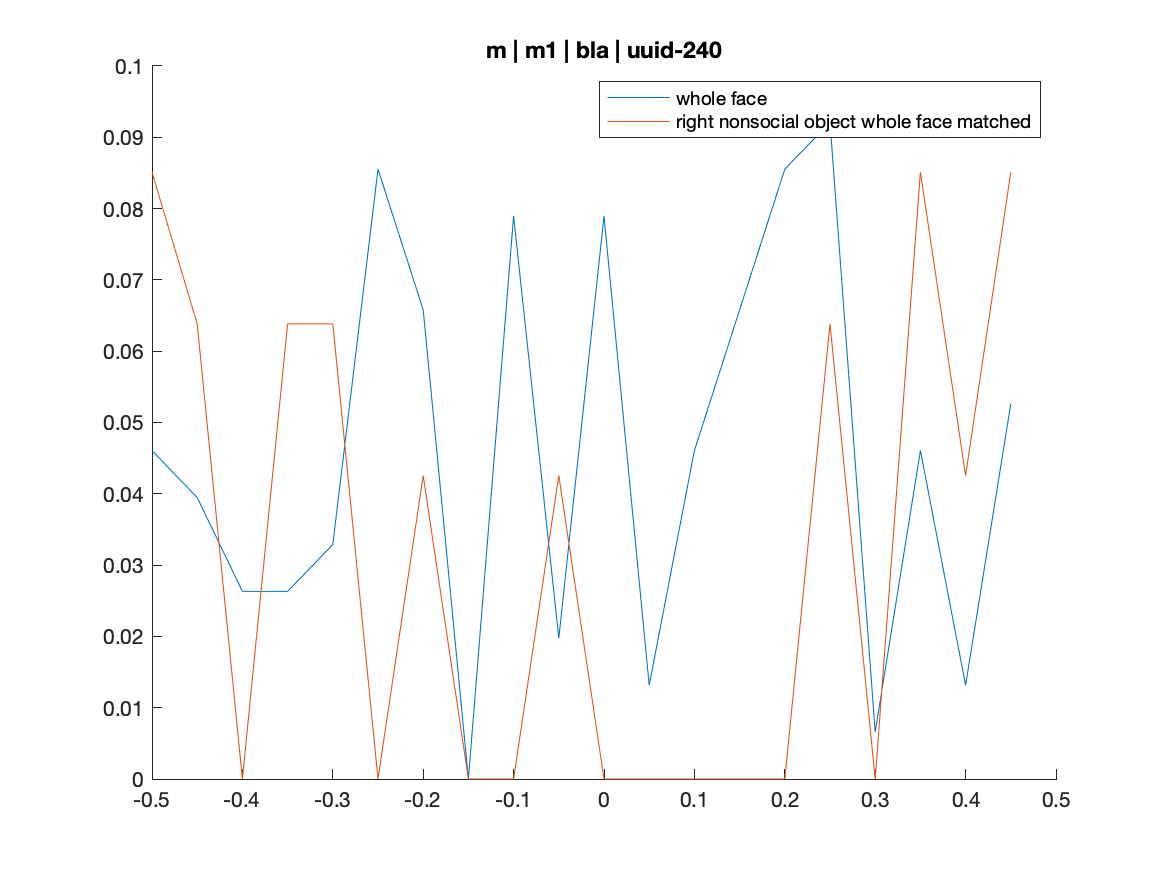 m | m1 | bla | uuid-240
whole face
right nonsocial object whole face matched
0.1
0.09
0.08
0.07
0.06
0.05
0.04
0.03
0.02
0.01
0
-0.5 -0.4 -0.3 -0.2 -0.1 0 0.1 0.2 0.3 0.4 0.5